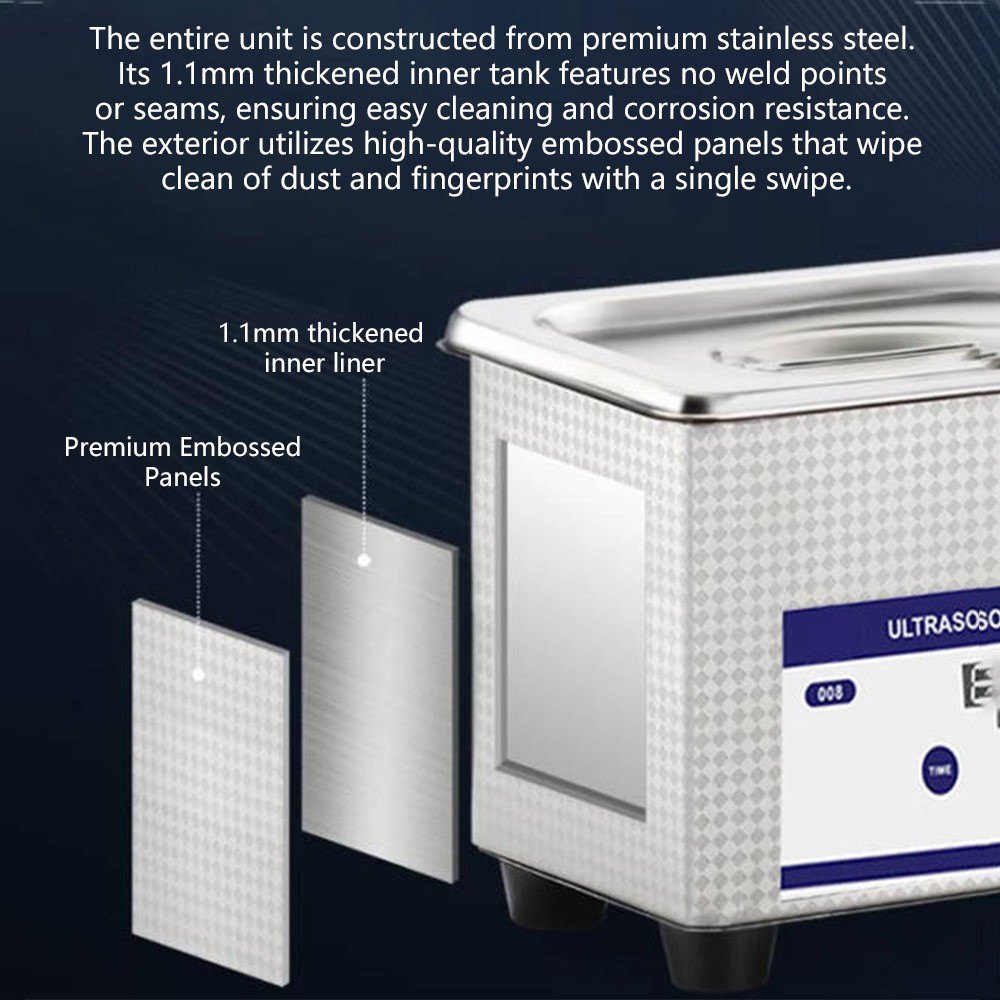 The entire unit is constructed from premium stainless steel.
Its 1.1mm thickened inner tank features no weld points
or seams, ensuring easy cleaning and corrosion resistance.
The exterior utilizes high-quality embossed panels that wipe
clean of dust and fingerprints with a single swipe.
1.1mm thickened
inner liner
Premium Embossed
Panels
ULTRASOSO
008
TIME